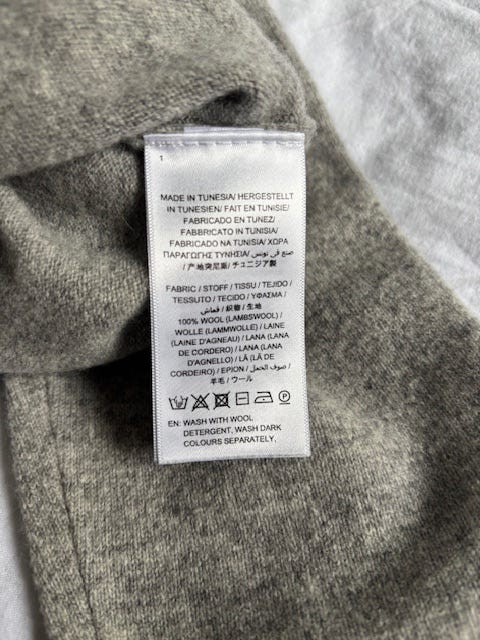 1
MADE IN TUNESIA/ HERGESTELLT
IN TUNESIEN/ FAIT EN TUNISIE/
FABRICADO EN TUNEZ/
FABBRICATO IN TUNISIA/
FABRICADO NA TUNISIA/ ΧΩΡΑ
ΠΑΡΑΓΩΓΗΣ ΤΥΝΗΣΙΑ/ صنع في تونس
/ 产地突尼斯/ チュニジア製
FABRIC / STOFF / TISSU / TEJIDO /
TESSUTO / TECIDO / ΥΦΑΣΜΑ /
قماش / 織物 / 生地
100% WOOL (LAMBSWOOL) /
WOLLE (LAMMWOLLE) / LAINE
(LAINE D'AGNEAU) / LANA (LANA
DE CORDERO) / LANA (LANA
D'AGNELLO) / LÃ (LÃ DE
CORDEIRO) / ΕΡΙΟΝ / صوف الحمل /
羊毛 / ウール
P
EN: WASH WITH WOOL
DETERGENT, WASH DARK
COLOURS SEPARATELY,